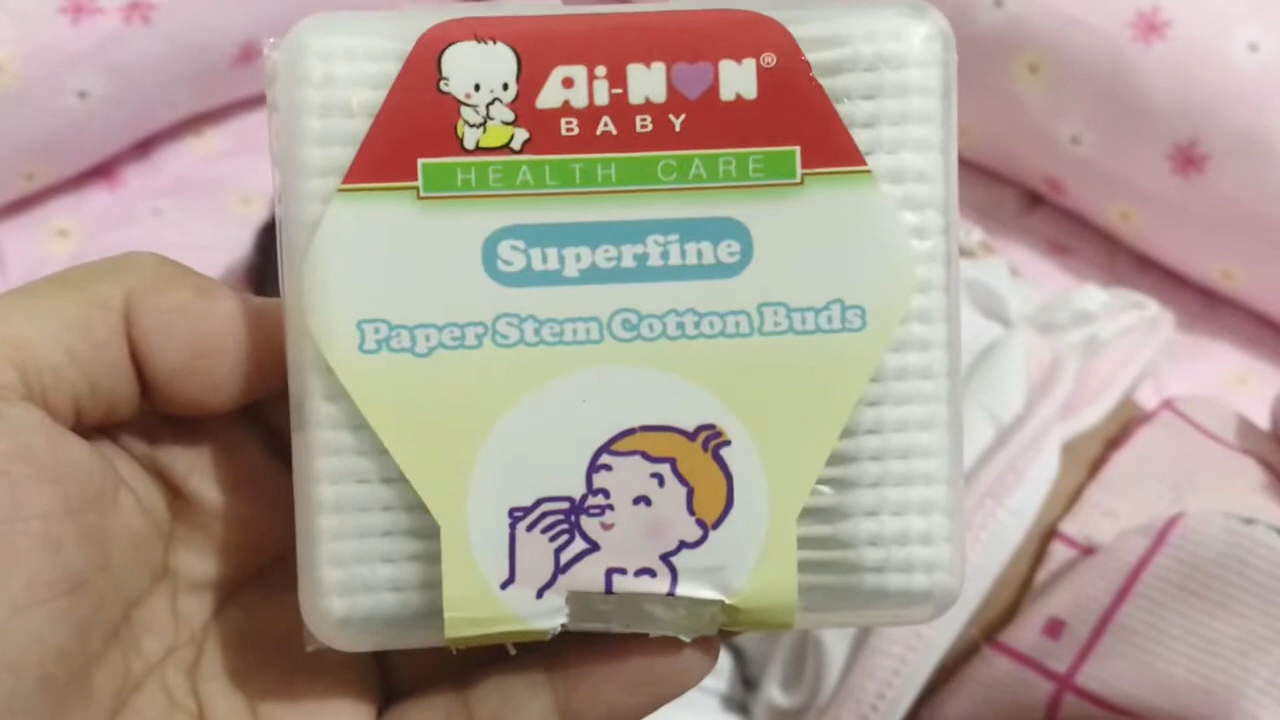 Ai-NON®
BABY
HEALTH CARE
Superfine
Paper Stem Cotton Buds